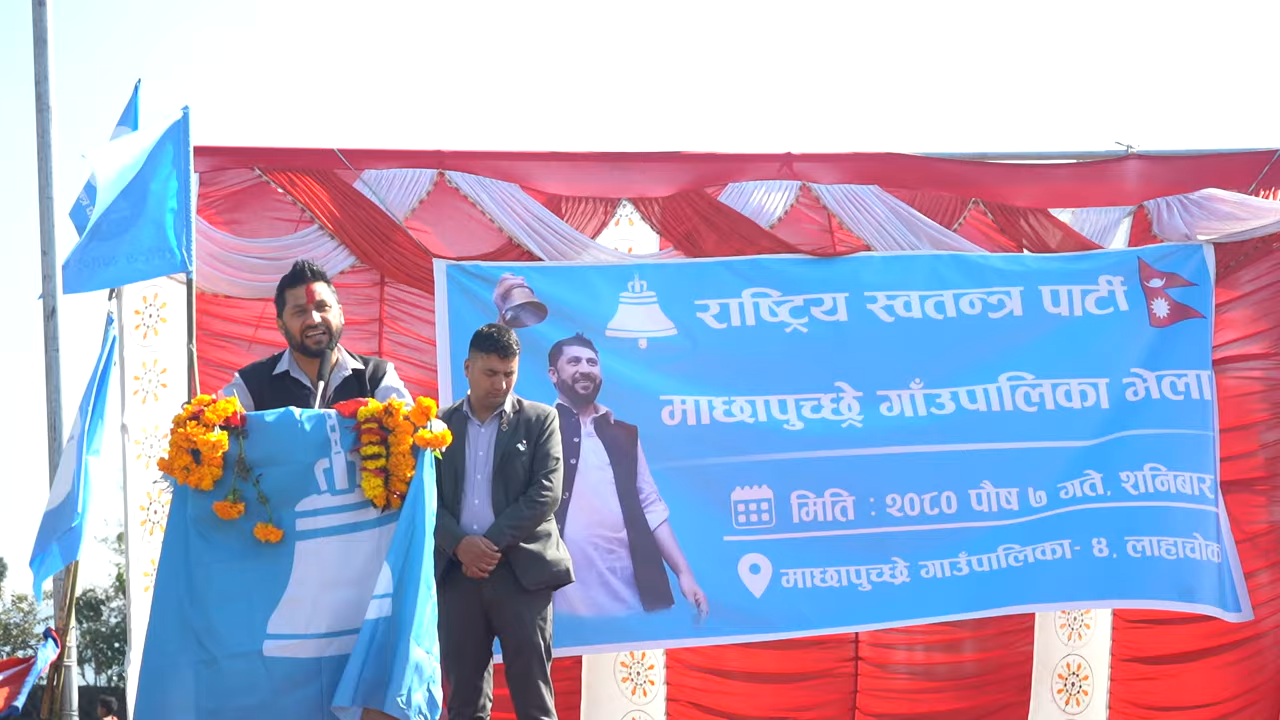 राष्ट्रिय स्वतन्त्र पार्टी
माछापुच्छ्रे गाउँपालिका भेला
मिति : २०८० पौष ७ गते, शनिबार
माछापुच्छ्रे गाउँपालिका- ४, लाहाचोक